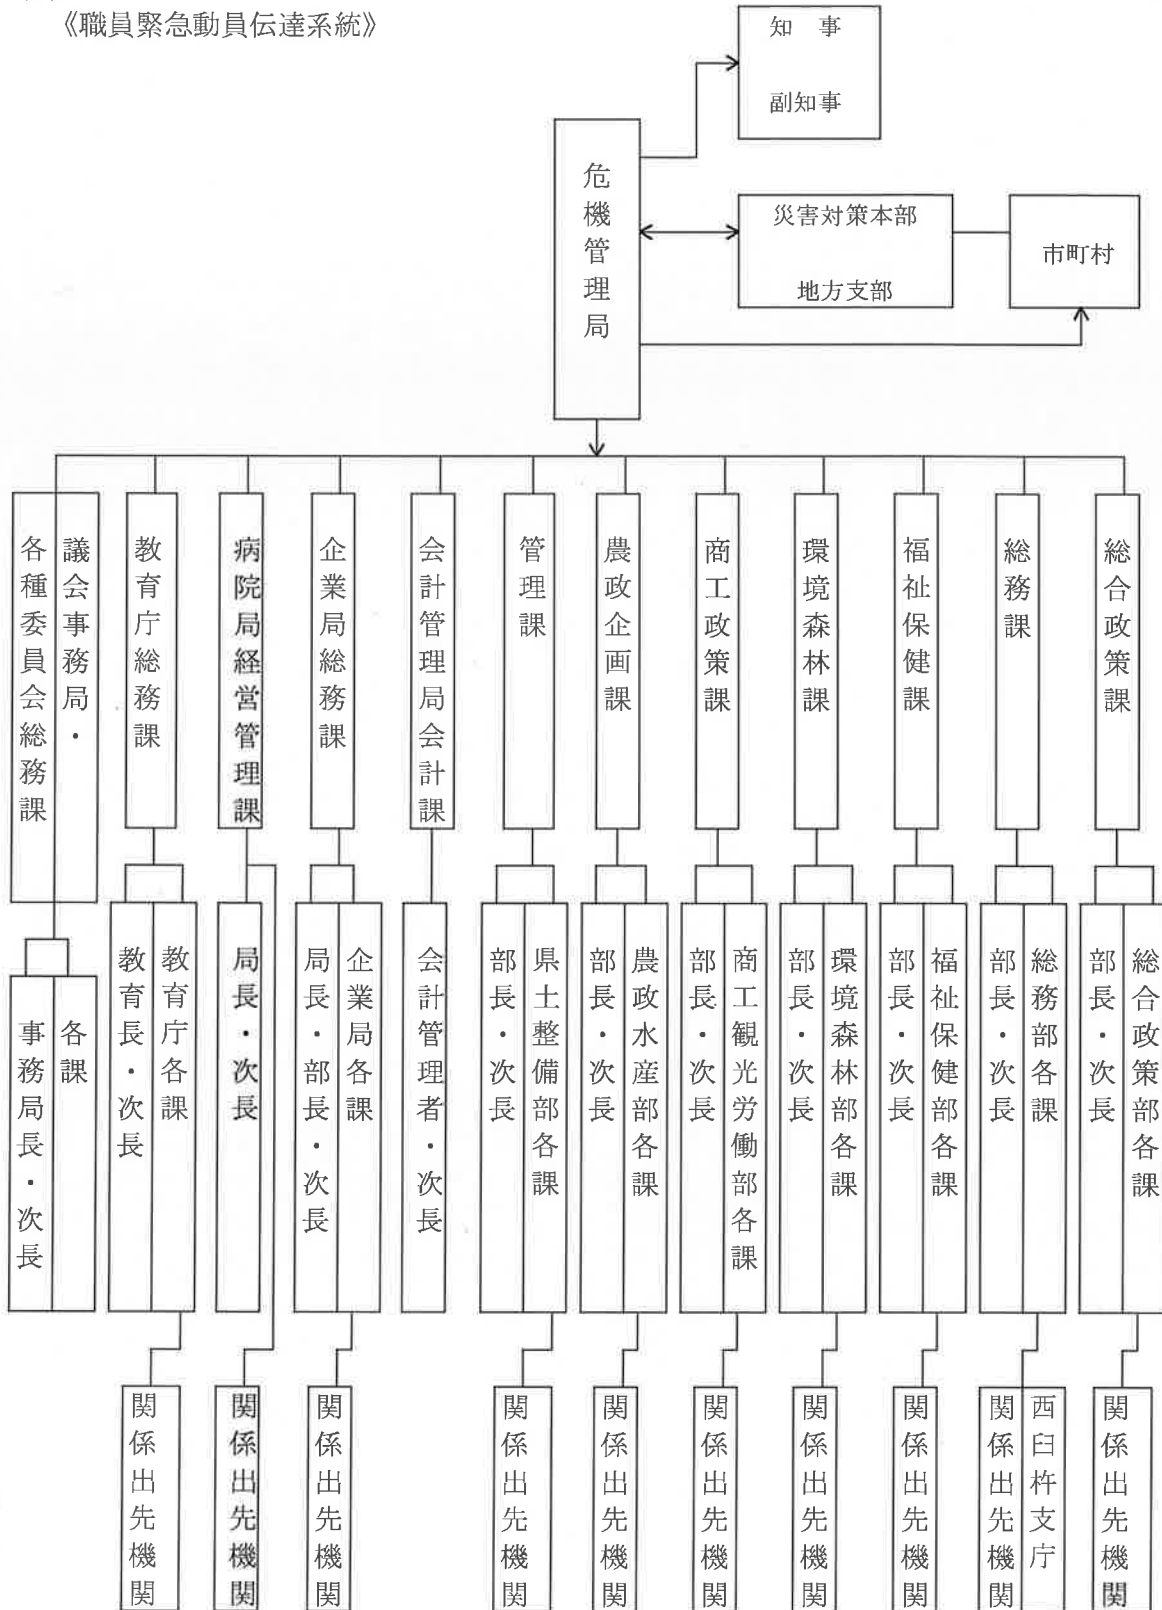 《職員緊急動員伝達系統》
知　事
副知事
危機管理局
災害対策本部
地方支部
市町村
総合政策課
総務課
福祉保健課
環境森林課
商工政策課
農政企画課
管理課
会計管理局会計課
企業局総務課
病院局経営管理課
教育庁総務課
議会事務局・
各種委員会総務課
総合政策部各課
部長・次長
総務部各課
部長・次長
福祉保健部各課
部長・次長
環境森林部各課
部長・次長
商工観光労働部各課
部長・次長
農政水産部各課
部長・次長
県土整備部各課
部長・次長
会計管理者・次長
企業局各課
局長・部長・次長
局長・次長
教育庁各課
教育長・次長
各課
事務局長・次長
関係出先機関
西臼杵支庁
関係出先機関
関係出先機関
関係出先機関
関係出先機関
関係出先機関
関係出先機関
関係出先機関
関係出先機関
関係出先機関